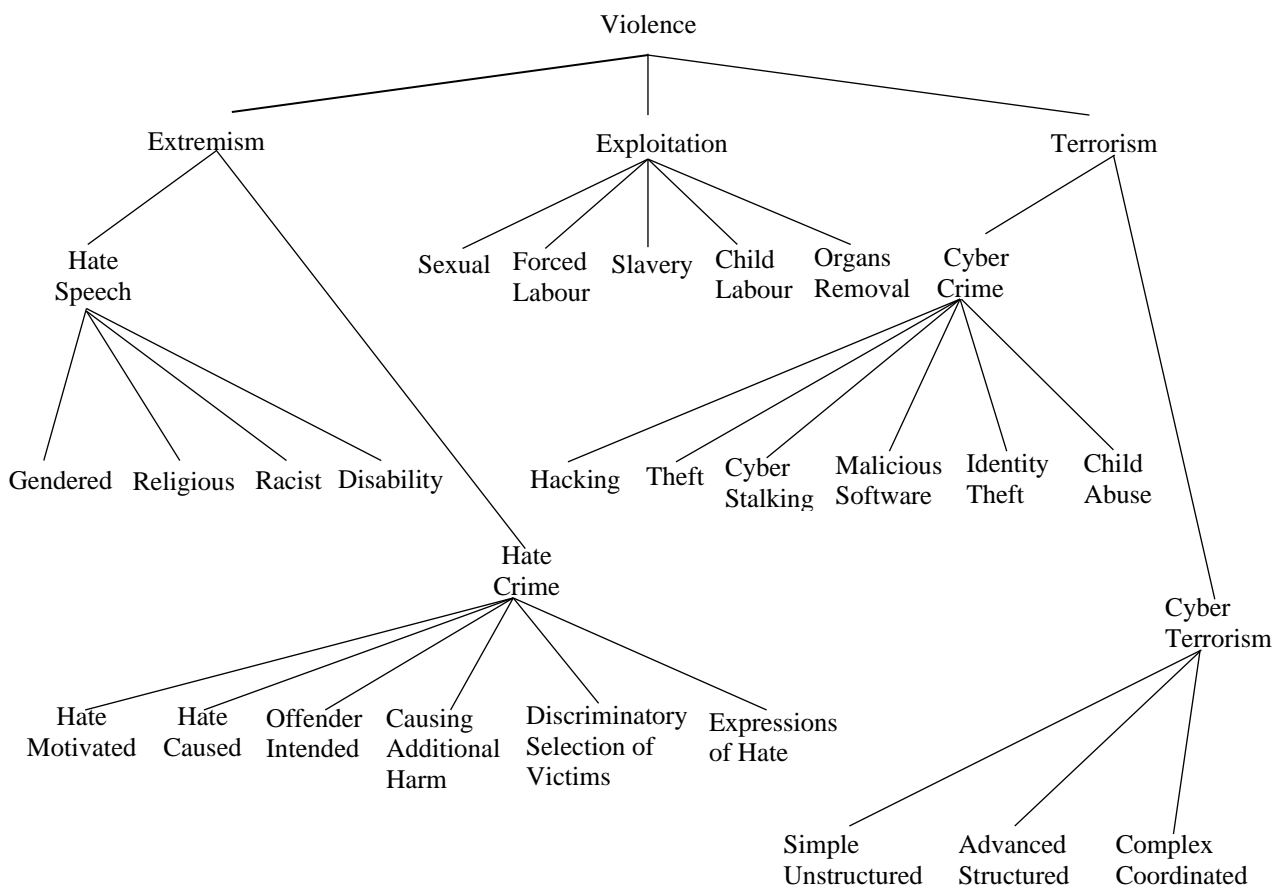 Violence
Extremism
Exploitation
Terrorism
Hate
Speech
Sexual
Forced
Labour
Slavery
Child
Labour
Organs
Removal
Cyber
Crime
Gendered
Religious
Racist
Disability
Hacking
Theft
Cyber
Stalking
Malicious
Software
Identity
Theft
Child
Abuse
Hate
Crime
Cyber
Terrorism
Hate
Motivated
Hate
Caused
Offender
Intended
Causing
Additional
Harm
Discriminatory
Selection of
Victims
Expressions
of Hate
Simple
Unstructured
Advanced
Structured
Complex
Coordinated